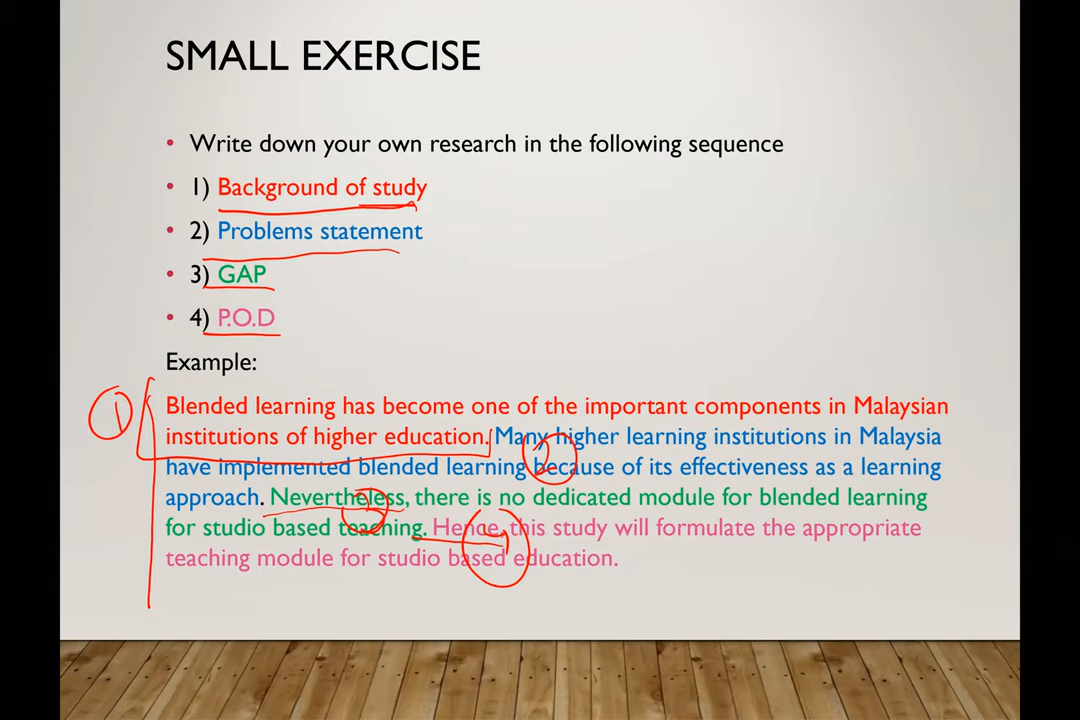 SMALL EXERCISE
• Write down your own research in the following sequence
• 1) Background of study
• 2) Problems statement
• 3) GAP
• 4) P.O.D
Example:
1
Blended learning has become one of the important components in Malaysian
institutions of higher education. Many higher learning institutions in Malaysia
2
have implemented blended learning because of its effectiveness as a learning
approach. Nevertheless, there is no dedicated module for blended learning
3
for studio based teaching. Hence, this study will formulate the appropriate
4
teaching module for studio based education.